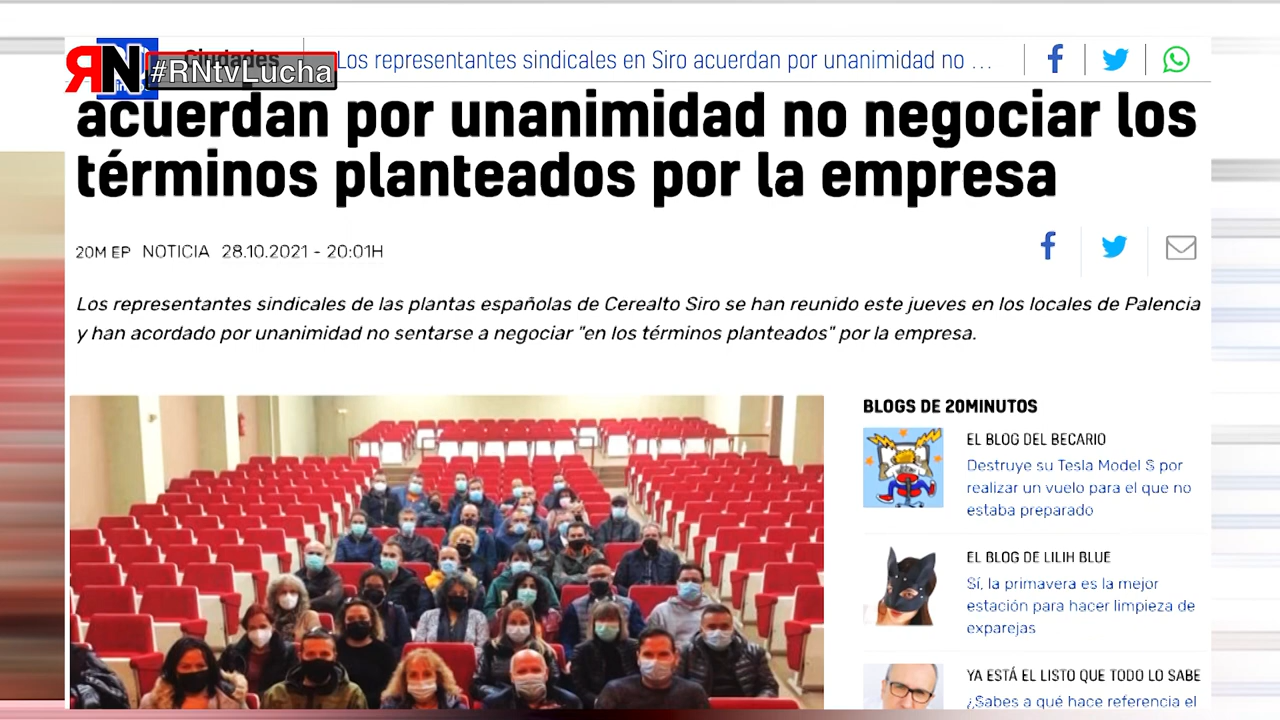 RN
#RNtvLucha
Ciudades
Los representantes sindicales en Siro acuerdan por unanimidad no ...
acuerdan por unanimidad no negociar los
términos planteados por la empresa
20M EP NOTICIA 28.10.2021 - 20:01H
Los representantes sindicales de las plantas españolas de Cerealto Siro se han reunido este jueves en los locales de Palencia
y han acordado por unanimidad no sentarse a negociar "en los términos planteados" por la empresa.
BLOGS DE 20MINUTOS
EL BLOG DEL BECARIO
Destruye su Tesla Model S por
realizar un vuelo para el que no
estaba preparado
EL BLOG DE LILIH BLUE
Sí, la primavera es la mejor
estación para hacer limpieza de
exparejas
YA ESTÁ EL LISTO QUE TODO LO SABE
¿Sabes a qué hace referencia el